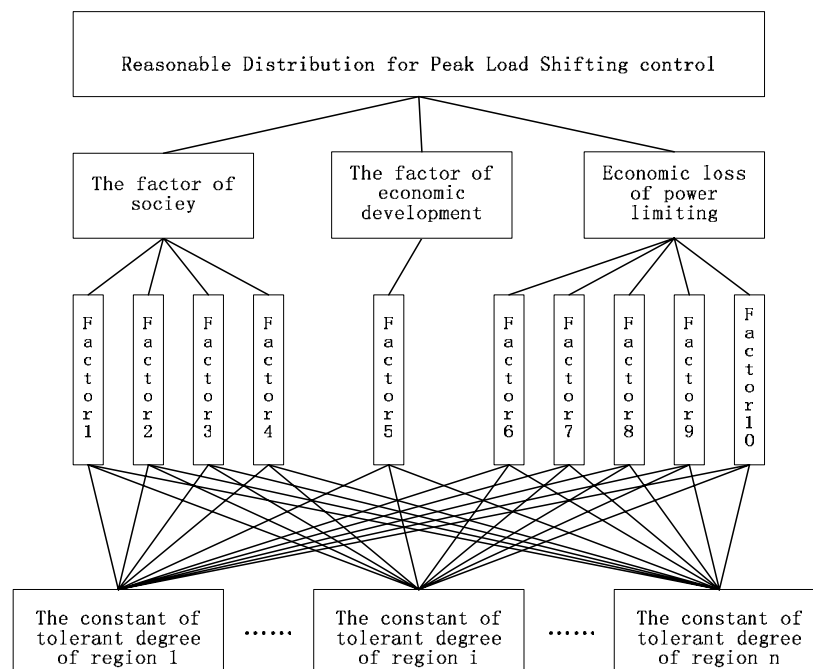 Reasonable Distribution for Peak Load Shifting control
The factor of
sociey
The factor of
economic
development
Economic loss
of power
limiting
Factor1
Factor2
Factor3
Factor4
Factor5
Factor6
Factor7
Factor8
Factor9
Factor10
The constant of
tolerant degree
of region 1
......
The constant of
tolerant degree
of region i
......
The constant of
tolerant degree
of region n